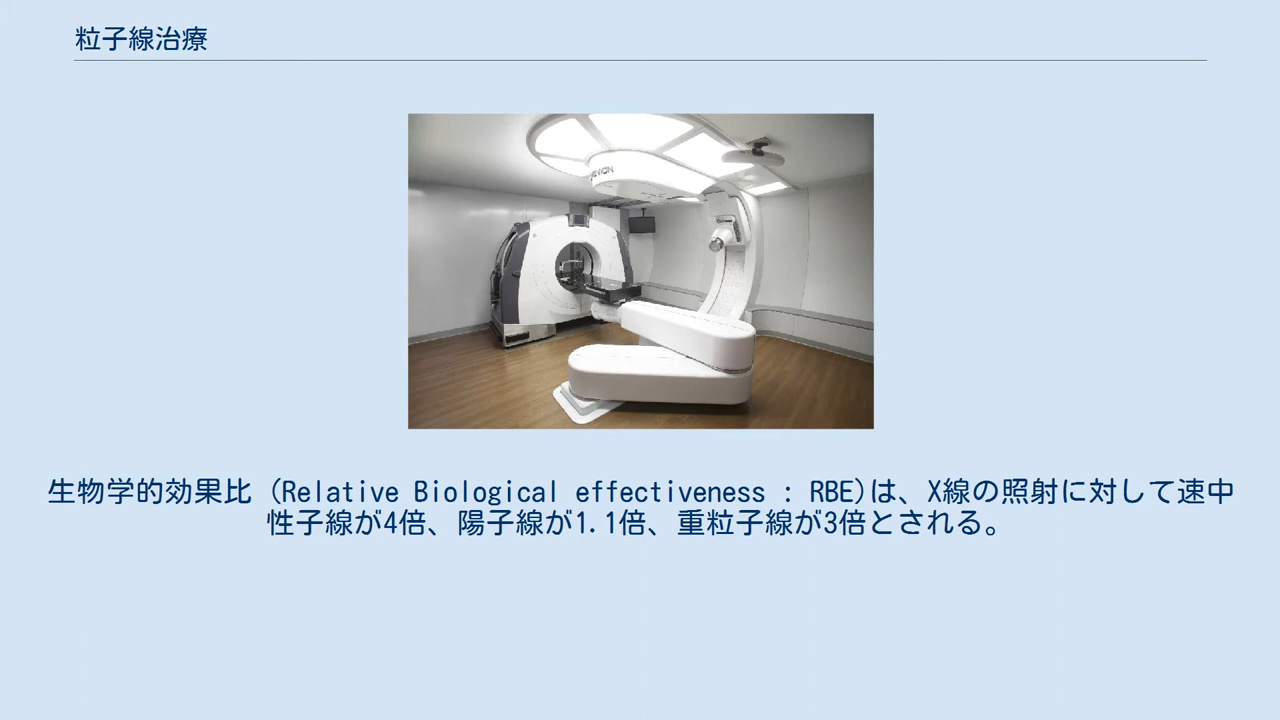 粒子線治療
生物学的効果比 (Relative Biological effectiveness : RBE)は、X線の照射に対して速中
性子線が4倍、陽子線が1.1倍、重粒子線が3倍とされる。